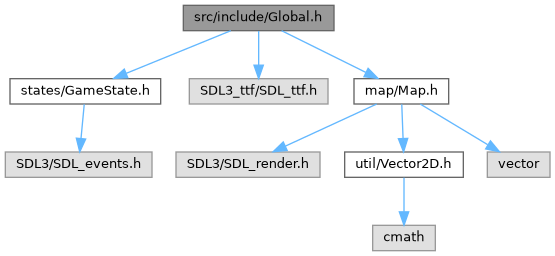 src/include/Global.h
states/GameState.h
SDL3_ttf/SDL_ttf.h
map/Map.h
SDL3/SDL_events.h
SDL3/SDL_render.h
util/Vector2D.h
vector
cmath